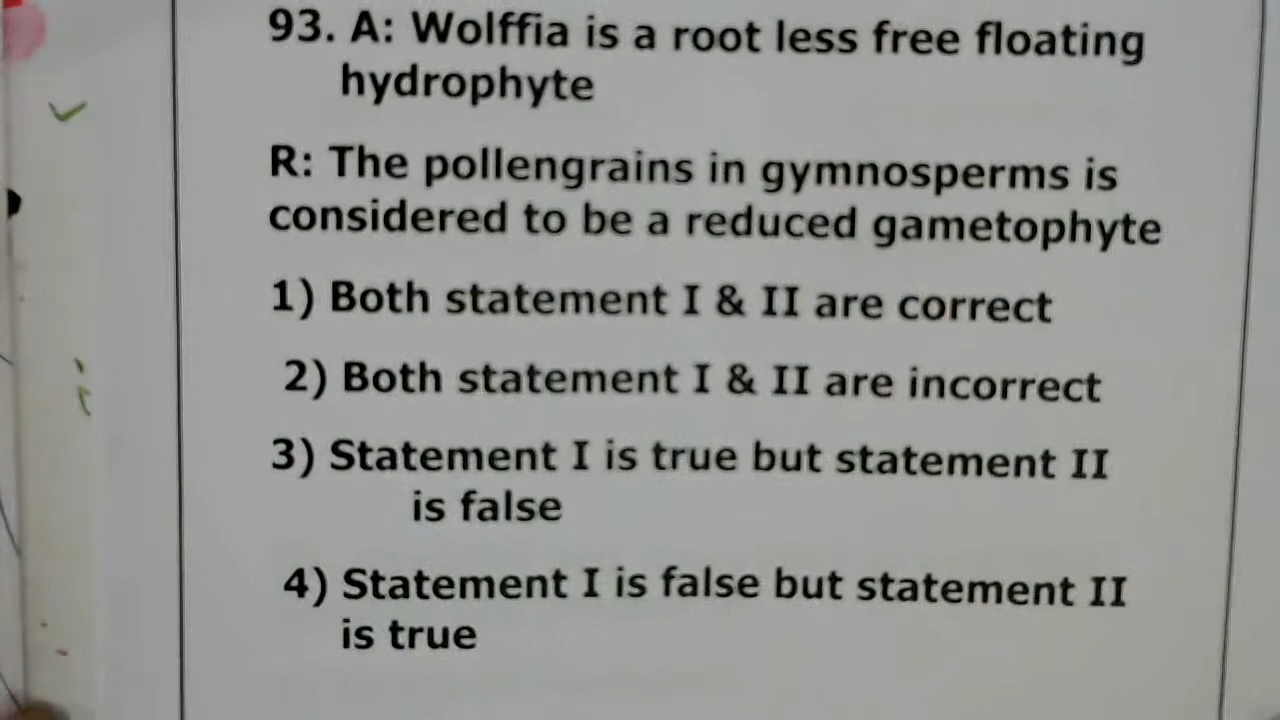 93. A: Wolffia is a root less free floating
hydrophyte
R: The pollengrains in gymnosperms is
considered to be a reduced gametophyte
1) Both statement I & II are correct
2) Both statement I & II are incorrect
3) Statement I is true but statement II
is false
4) Statement I is false but statement II
is true